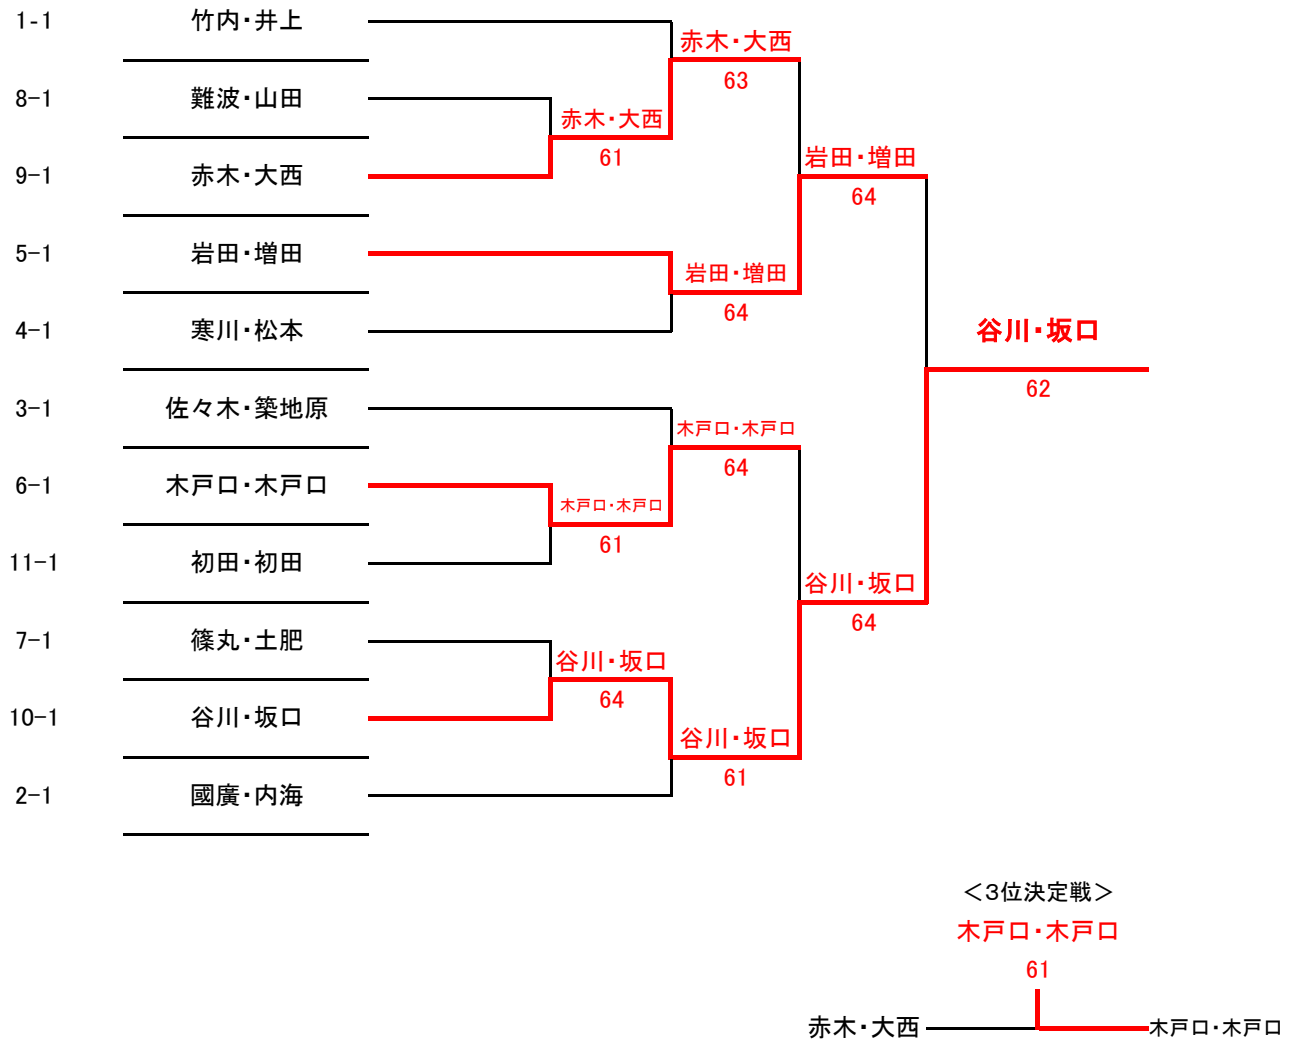 1-1 竹内・井上
赤木・大西
63
8-1 難波・山田
赤木・大西
61
9-1 赤木・大西
岩田・増田
64
5-1 岩田・増田
岩田・増田
64
4-1 寒川・松本
谷川・坂口
62
3-1 佐々木・築地原
木戸口・木戸口
64
6-1 木戸口・木戸口
木戸口・木戸口
61
11-1 初田・初田
谷川・坂口
64
7-1 篠丸・土肥
谷川・坂口
64
10-1 谷川・坂口
谷川・坂口
61
2-1 國廣・内海
＜3位決定戦＞
木戸口・木戸口
61
赤木・大西 木戸口・木戸口